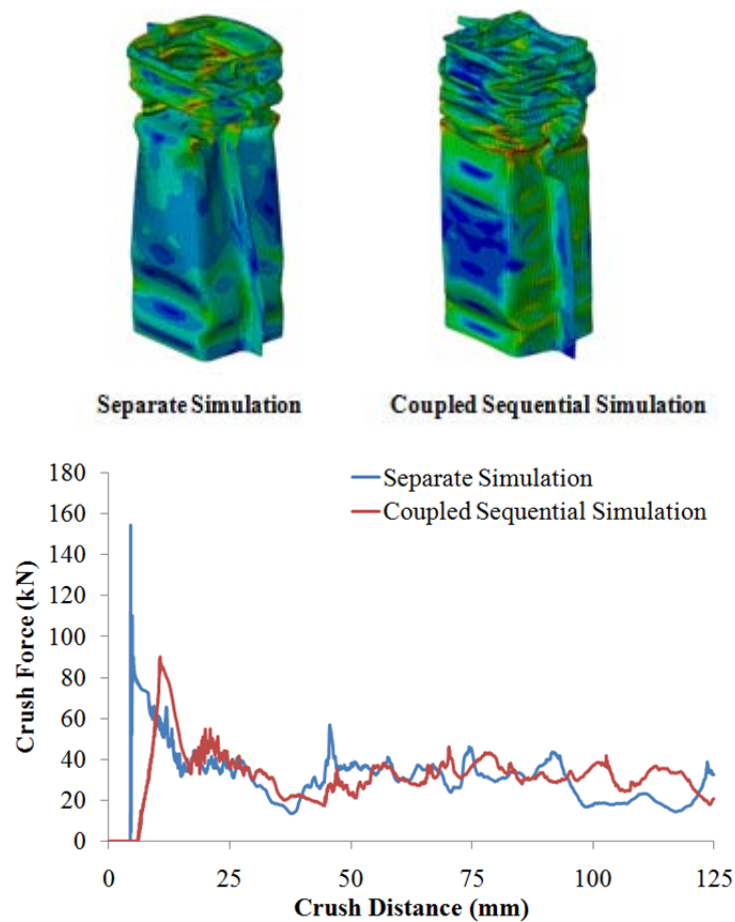 Separate Simulation
Coupled Sequential Simulation
180
160
140
120
100
80
60
40
20
0
Crush Force (kN)
Separate Simulation
Coupled Sequential Simulation
0 25 50 75 100 125
Crush Distance (mm)